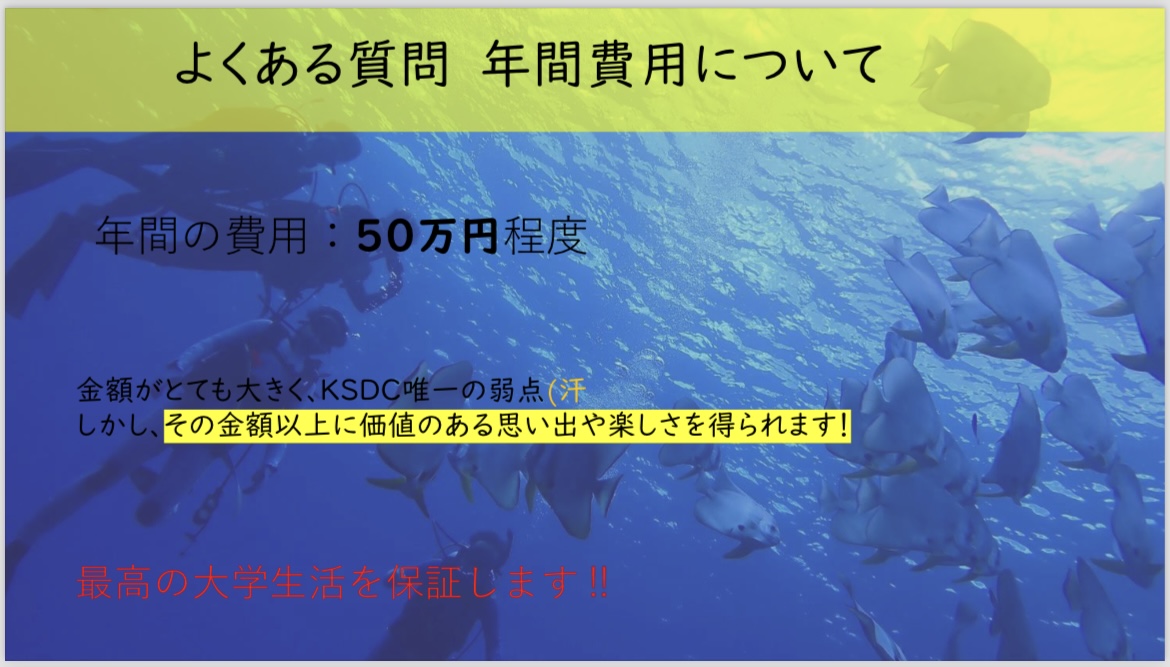 よくある質問 年間費用について
年間の費用：50万円程度
金額がとても大きく、KSDC唯一の弱点(汗
しかし、その金額以上に価値のある思い出や楽しさを得られます!
最高の大学生活を保証します!!